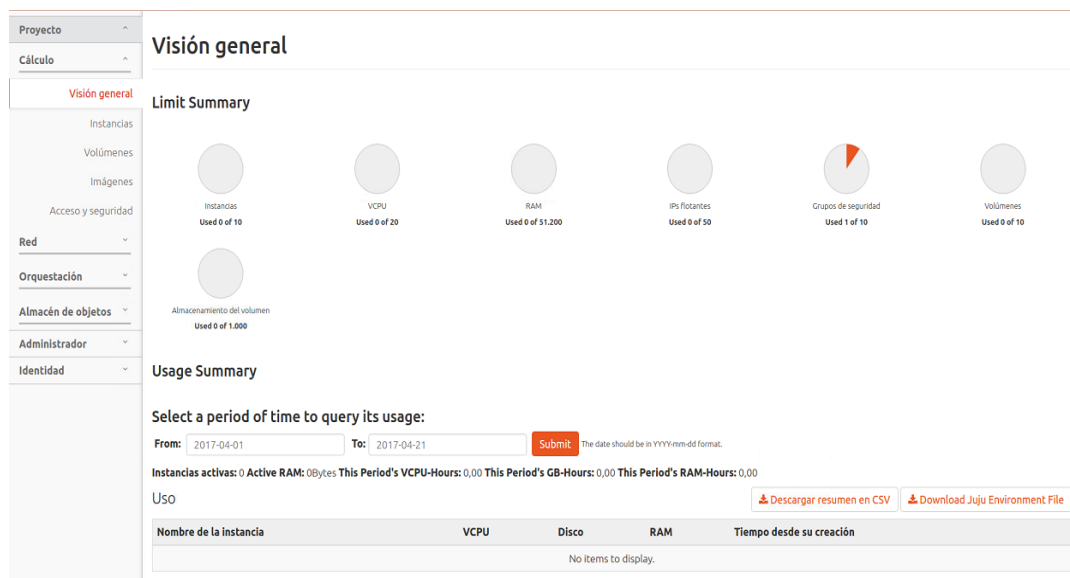 Proyecto
Cálculo
Visión general
Instancias
Volúmenes
Imágenes
Acceso y seguridad
Red
Orquestación
Almacén de objetos
Administrador
Identidad
Visión general
Limit Summary
Instancias
Used 0 of 10
VCPU
Used 0 of 20
RAM
Used 0 of 51.200
IPs flotantes
Used 0 of 50
Grupos de seguridad
Used 1 of 10
Volúmenes
Used 0 of 10
Almacenamiento del volumen
Used 0 of 1.000
Usage Summary
Select a period of time to query its usage:
From: 2017-04-01 To: 2017-04-21 Submit The date should be in YYYY-mm-dd format.
Instancias activas: 0 Active RAM: 0Bytes This Period's VCPU-Hours: 0,00 This Period's GB-Hours: 0,00 This Period's RAM-Hours: 0,00
Uso
Descargar resumen en CSV
Download Juju Environment File
Nombre de la instancia VCPU Disco RAM Tiempo desde su creación
No items to display.